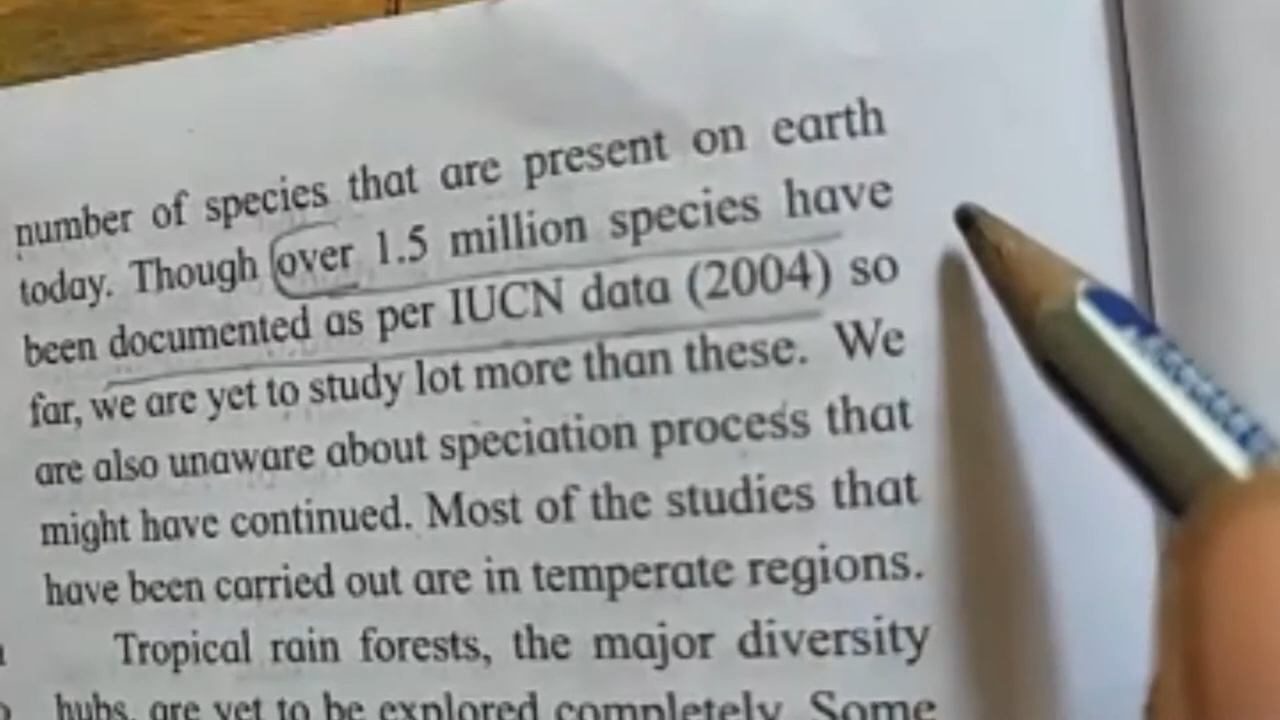 number of species that are present on earth
today. Though over 1.5 million species have
been documented as per IUCN data (2004) so
far, we are yet to study lot more than these. We
are also unaware about speciation process that
might have continued. Most of the studies that
have been carried out are in temperate regions.
Tropical rain forests, the major diversity
hubs, are yet to be explored completely. Some